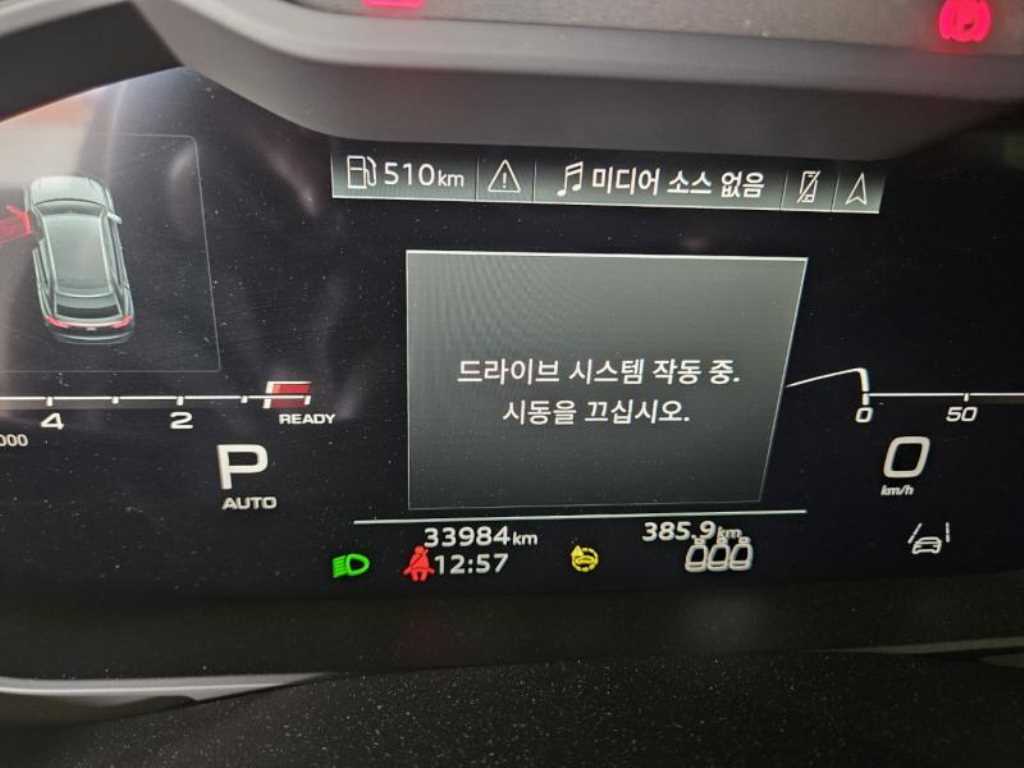 510km
미디어 소스 없음
드라이브 시스템 작동 중.
시동을 끄십시오.
4
2
READY
0
50
P
AUTO
0
km/h
33984km
385.9km
12:57